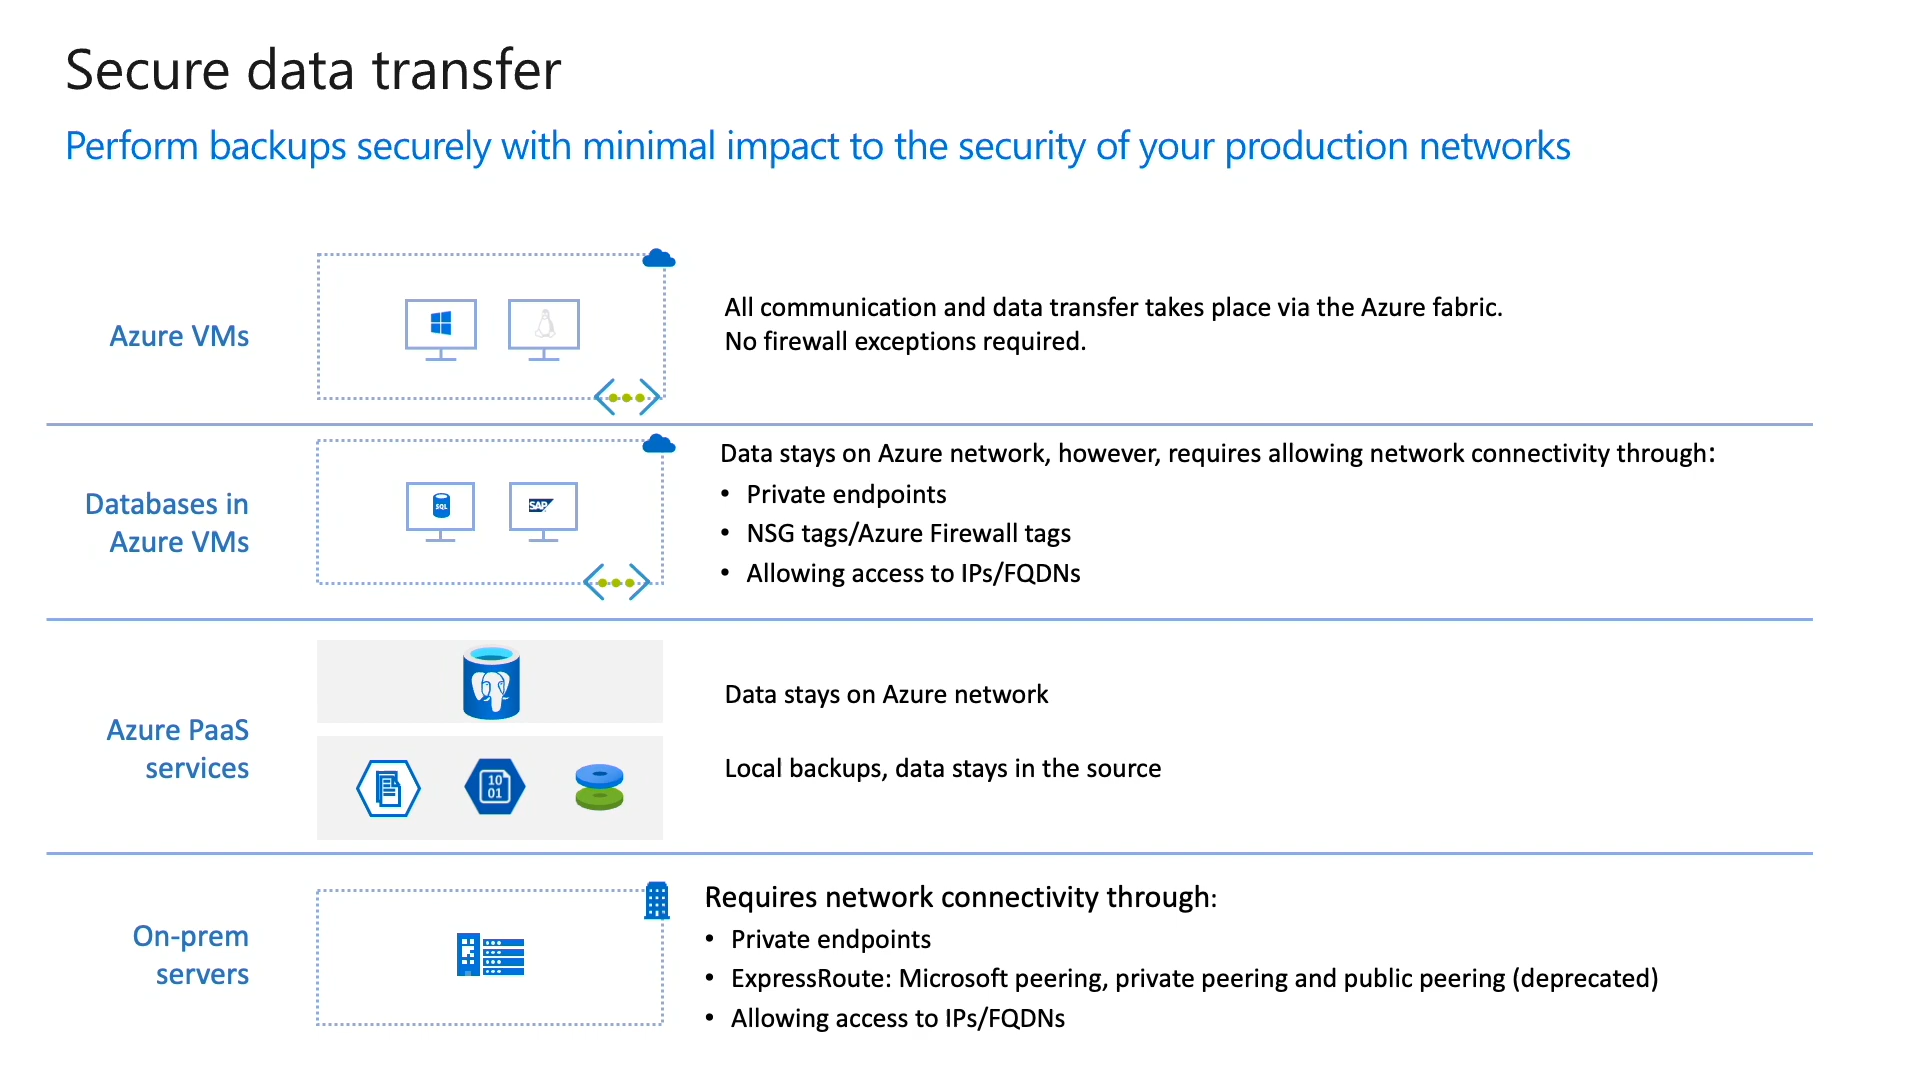 Secure data transfer
Perform backups securely with minimal impact to the security of your production networks
Azure VMs
All communication and data transfer takes place via the Azure fabric.
No firewall exceptions required.
Databases in
Azure VMs
SQL
SAP
Data stays on Azure network, however, requires allowing network connectivity through:
• Private endpoints
• NSG tags/Azure Firewall tags
• Allowing access to IPs/FQDNs
Azure PaaS
services
Data stays on Azure network
10
01
Local backups, data stays in the source
On-prem
servers
Requires network connectivity through:
• Private endpoints
• ExpressRoute: Microsoft peering, private peering and public peering (deprecated)
• Allowing access to IPs/FQDNs